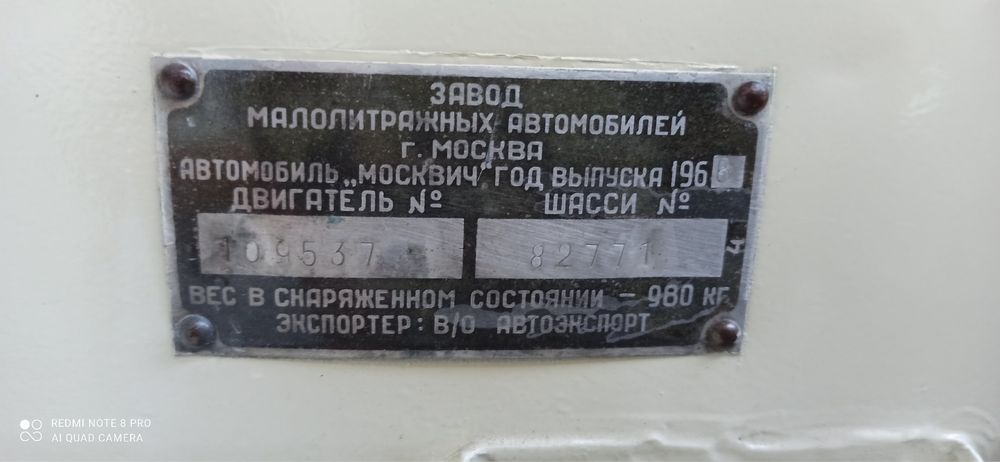 ЗАВОД
МАЛОЛИТРАЖНЫХ АВТОМОБИЛЕЙ
г. МОСКВА
АВТОМОБИЛЬ „МОСКВИЧ" ГОД ВЫПУСКА 1968
ДВИГАТЕЛЬ № ШАССИ №
109537 82771
ВЕС В СНАРЯЖЕННОМ СОСТОЯНИИ - 980 КГ
ЭКСПОРТЕР: В/О АВТОЭКСПОРТ
REDMI NOTE 8 PRO
AI QUAD CAMERA